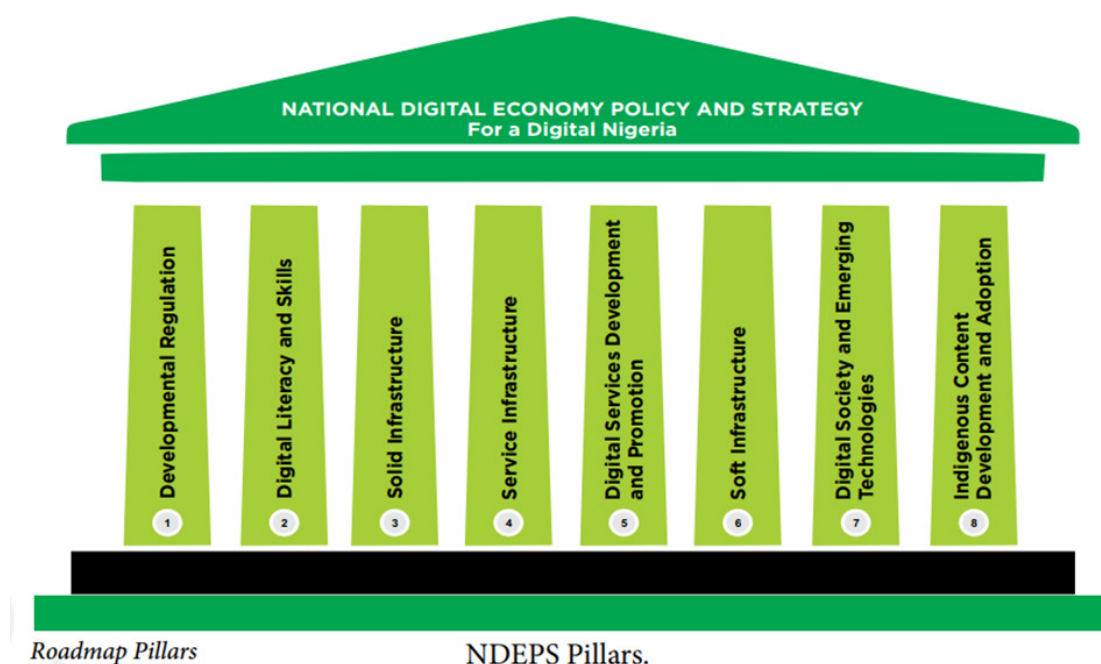 NATIONAL DIGITAL ECONOMY POLICY AND STRATEGY
For a Digital Nigeria
Developmental Regulation
1
Digital Literacy and Skills
2
Solid Infrastructure
3
Service Infrastructure
4
Digital Services Development
and Promotion
5
Soft Infrastructure
6
Digital Society and Emerging
Technologies
7
Indigenous Content
Development and Adoption
8
Roadmap Pillars
NDEPS Pillars.